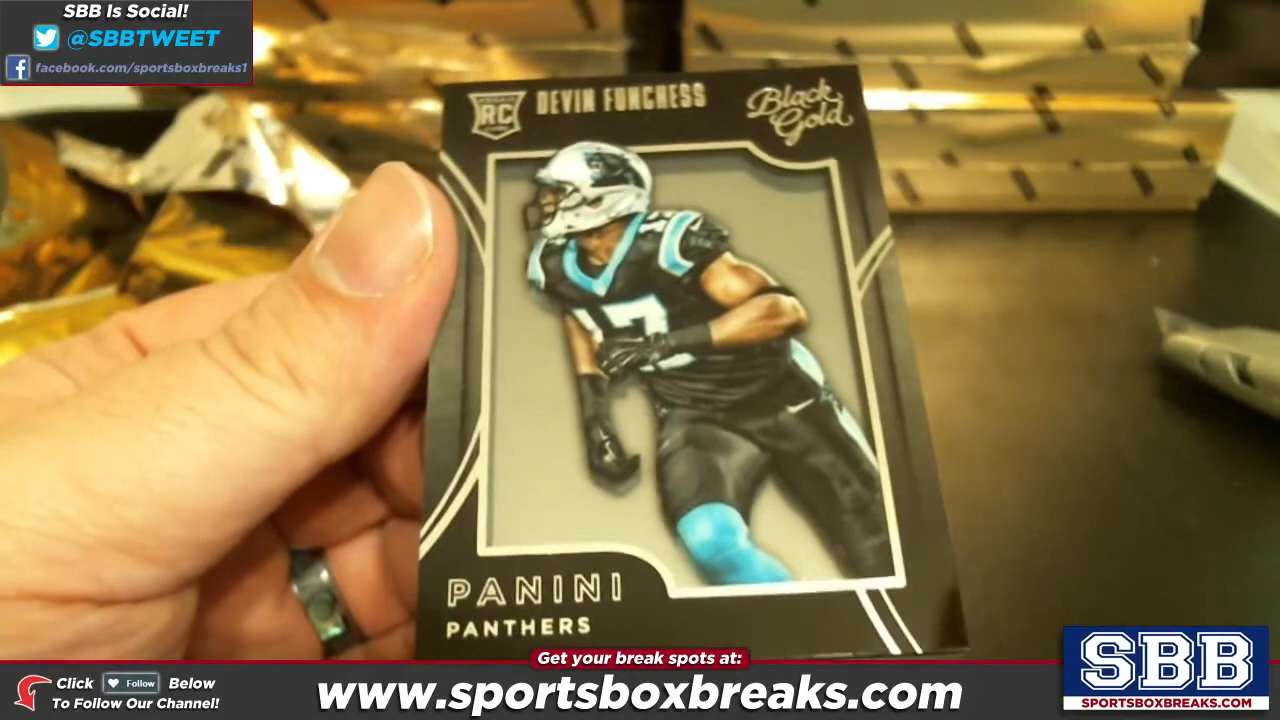 SBB Is Social!
@SBBTWEET
facebook.com/sportsboxbreaks1
RC
DEVIN FUNCHESS
Black Gold
17
PANINI
PANTHERS
Get your break spots at:
Click Follow Below
To Follow Our Channel!
www.sportsboxbreaks.com
SBB
SPORTSBOXBREAKS.COM